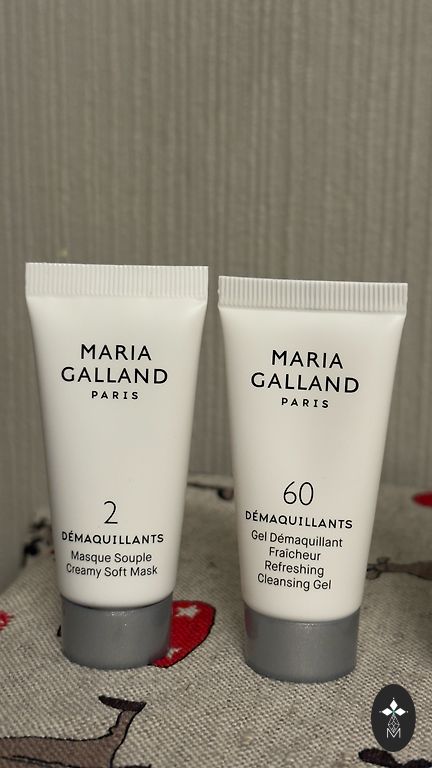 MARIA
GALLAND
PARIS
2
DÉMAQUILLANTS
Masque Souple
Creamy Soft Mask
MARIA
GALLAND
PARIS
60
DÉMAQUILLANTS
Gel Démaquillant
Fraîcheur
Refreshing
Cleansing Gel
M